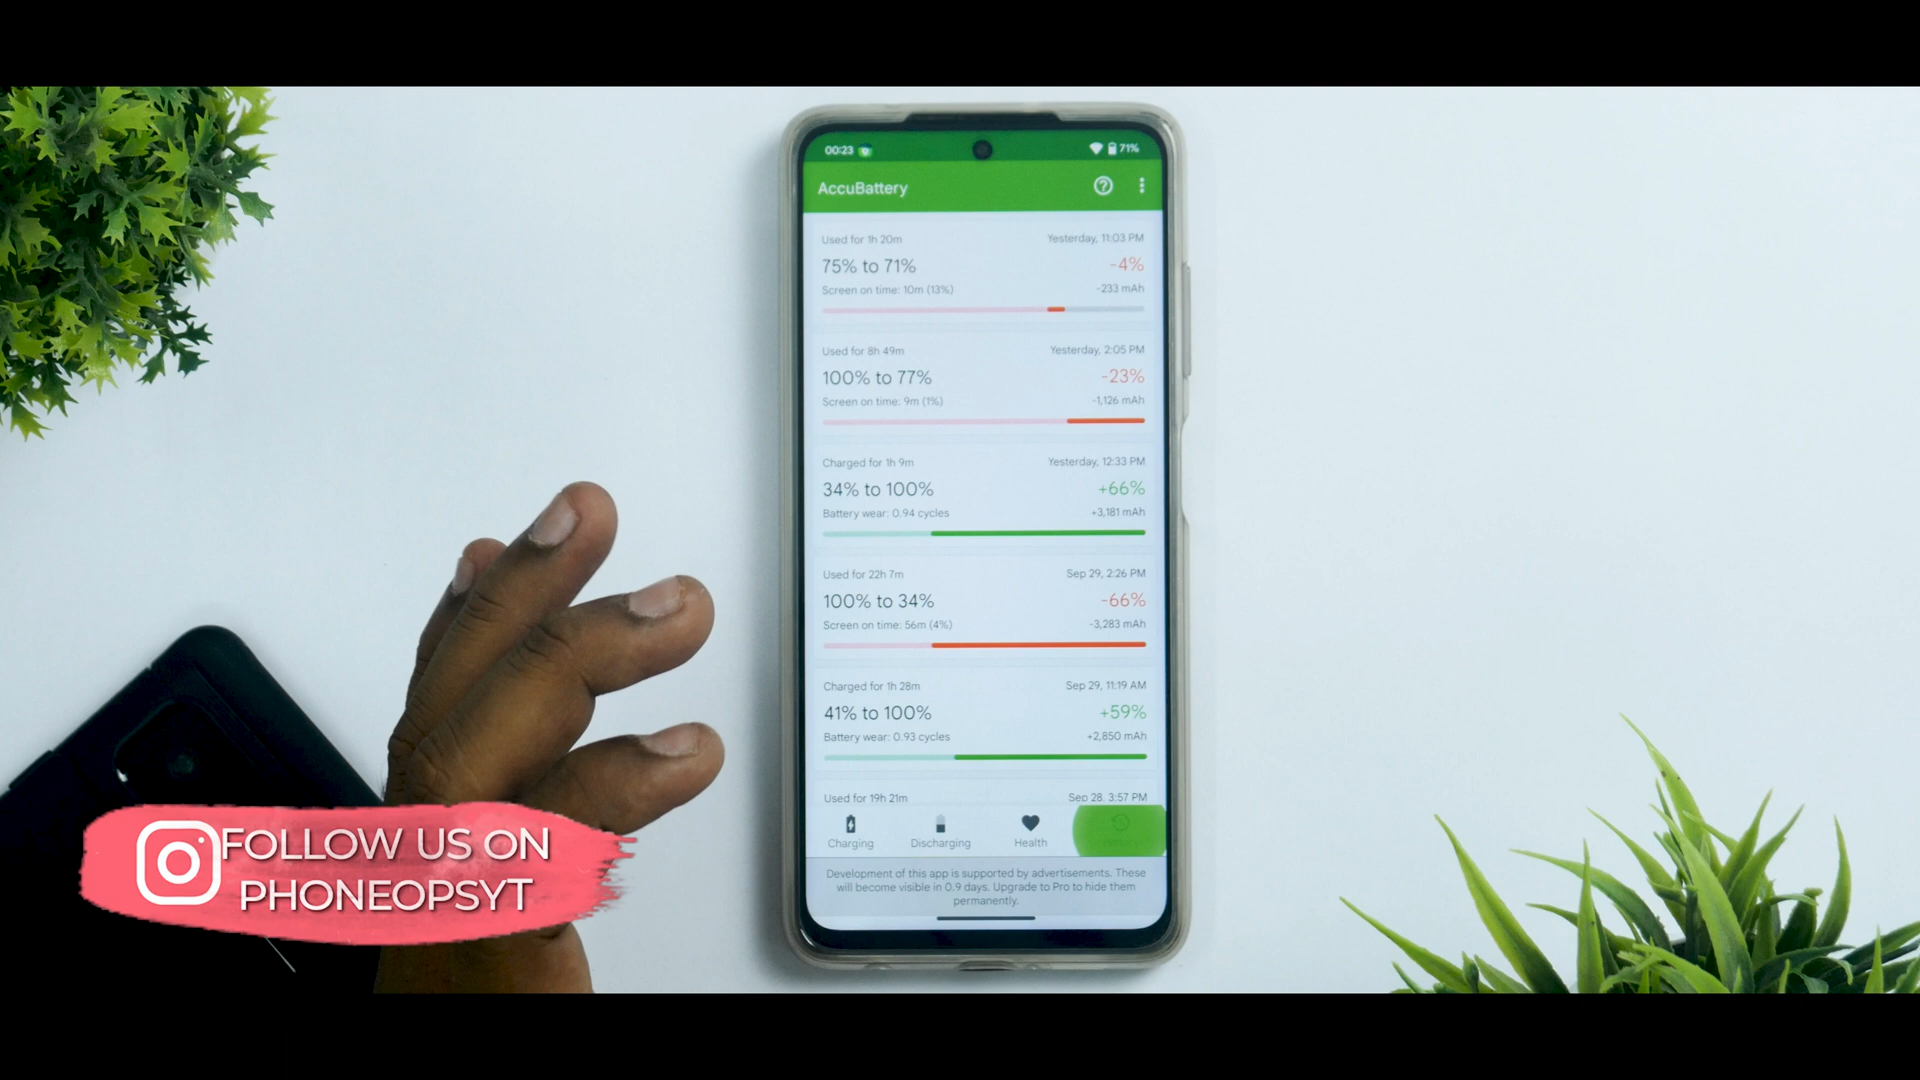 00:23 71%
AccuBattery
Used for 1h 20m Yesterday, 11:03 PM
75% to 71% -4%
Screen on time: 10m (13%) -233 mAh
Used for 8h 49m Yesterday, 2:05 PM
100% to 77% -23%
Screen on time: 9m (1%) -1,126 mAh
Charged for 1h 9m Yesterday, 12:33 PM
34% to 100% +66%
Battery wear: 0.94 cycles +3,181 mAh
Used for 22h 7m Sep 29, 2:26 PM
100% to 34% -66%
Screen on time: 56m (4%) -3,283 mAh
Charged for 1h 28m Sep 29, 11:19 AM
41% to 100% +59%
Battery wear: 0.93 cycles +2,850 mAh
Used for 19h 21m Sep 28, 3:57 PM
Charging Discharging Health
Development of this app is supported by advertisements. These
will become visible in 0.9 days. Upgrade to Pro to hide them
permanently.
FOLLOW US ON
PHONEOPSYT